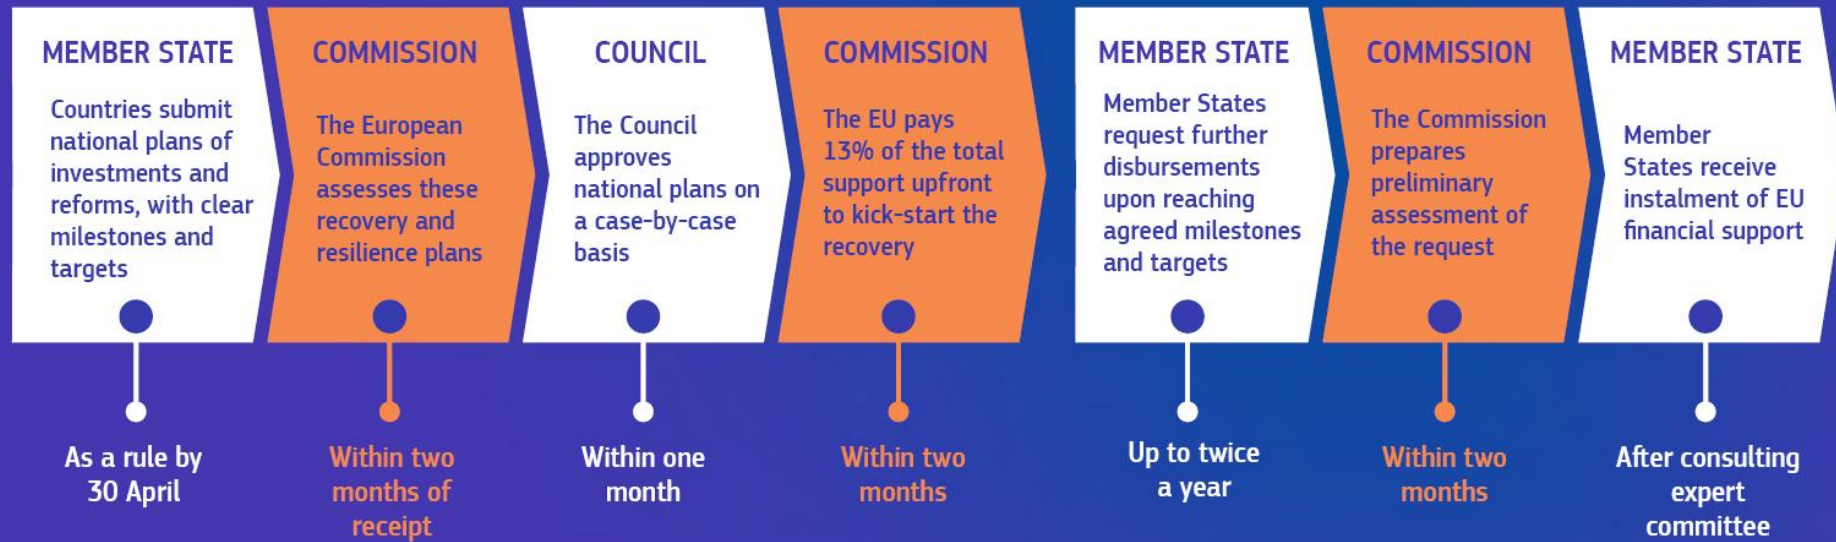 MEMBER STATE
Countries submit
national plans of
investments and
reforms, with clear
milestones and
targets
As a rule by
30 April
COMMISSION
The European
Commission
assesses these
recovery and
resilience plans
Within two
months of
receipt
COUNCIL
The Council
approves
national plans on
a case-by-case
basis
Within one
month
COMMISSION
The EU pays
13% of the total
support upfront
to kick-start the
recovery
Within two
months
MEMBER STATE
Member States
request further
disbursements
upon reaching
agreed milestones
and targets
Up to twice
a year
COMMISSION
The Commission
prepares
preliminary
assessment of
the request
Within two
months
MEMBER STATE
Member
States receive
instalment of EU
financial support
After consulting
expert
committee